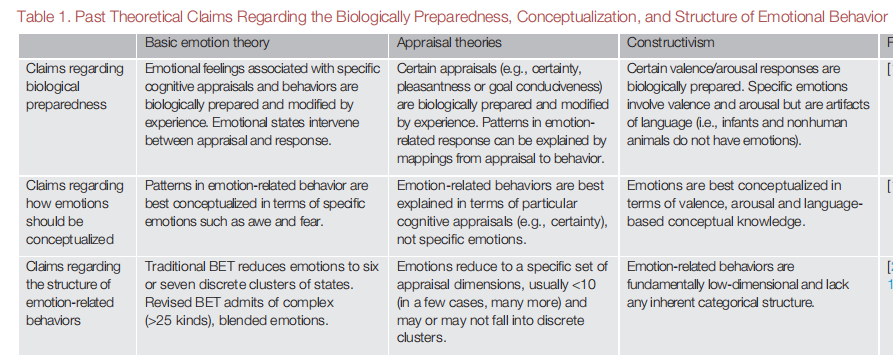 Table 1. Past Theoretical Claims Regarding the Biologically Preparedness, Conceptualization, and Structure of Emotional Behavior
Basic emotion theory
Appraisal theories
Constructivism
Claims regarding
biological
preparedness
Emotional feelings associated with specific
cognitive appraisals and behaviors are
biologically prepared and modified by
experience. Emotional states intervene
between appraisal and response.
Certain appraisals (e.g., certainty,
pleasantness or goal conduciveness)
are biologically prepared and modified
by experience. Patterns in emotion-
related response can be explained by
mappings from appraisal to behavior.
Certain valence/arousal responses are
biologically prepared. Specific emotions
involve valence and arousal but are artifacts
of language (i.e., infants and nonhuman
animals do not have emotions).
[
Claims regarding
how emotions
should be
conceptualized
Patterns in emotion-related behavior are
best conceptualized in terms of specific
emotions such as awe and fear.
Emotion-related behaviors are best
explained in terms of particular
cognitive appraisals (e.g., certainty),
not specific emotions.
Emotions are best conceptualized in
terms of valence, arousal and language-
based conceptual knowledge.
[
Claims regarding
the structure of
emotion-related
behaviors
Traditional BET reduces emotions to six
or seven discrete clusters of states.
Revised BET admits of complex
(>25 kinds), blended emotions.
Emotions reduce to a specific set of
appraisal dimensions, usually <10
(in a few cases, many more) and
may or may not fall into discrete
clusters.
Emotion-related behaviors are
fundamentally low-dimensional and lack
any inherent categorical structure.
[
1